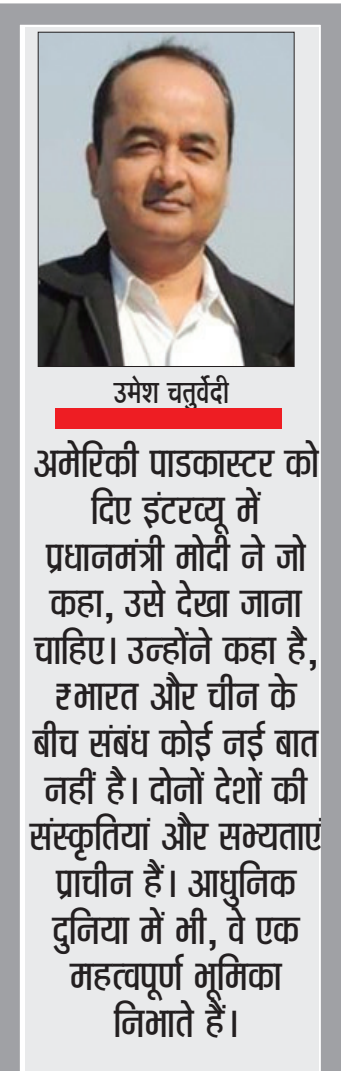 उमेश चतुर्वेदी
अमेरिकी पाडकास्टर को
दिए इंटरव्यू में
प्रधानमंत्री मोदी ने जो
कहा, उसे देखा जाना
चाहिए। उन्होंने कहा है,
₹भारत और चीन के
बीच संबंध कोई नई बात
नहीं है। दोनों देशों की
संस्कृतियां और सभ्यताएं
प्राचीन हैं। आधुनिक
दुनिया में भी, वे एक
महत्वपूर्ण भूमिका
निभाते हैं।